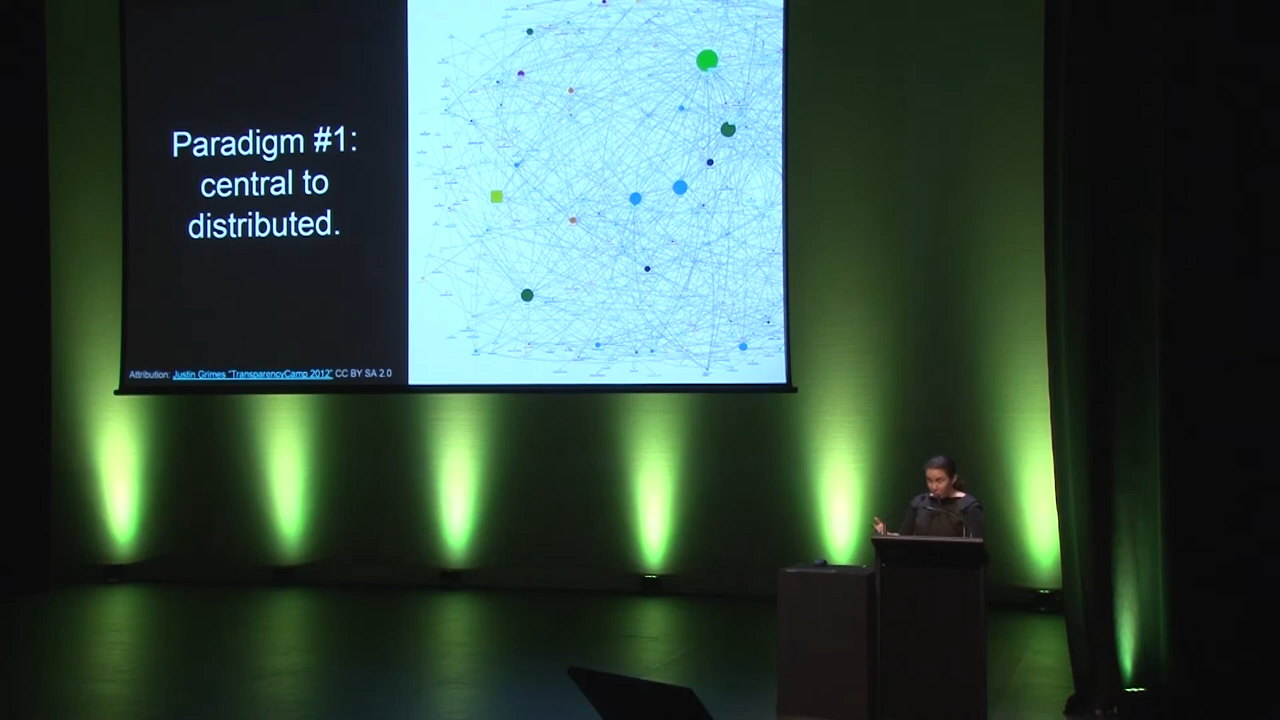 Paradigm #1:
central to
distributed.
Attribution: Justin Grimes "TransparencyCamp 2012" CC BY SA 2.0